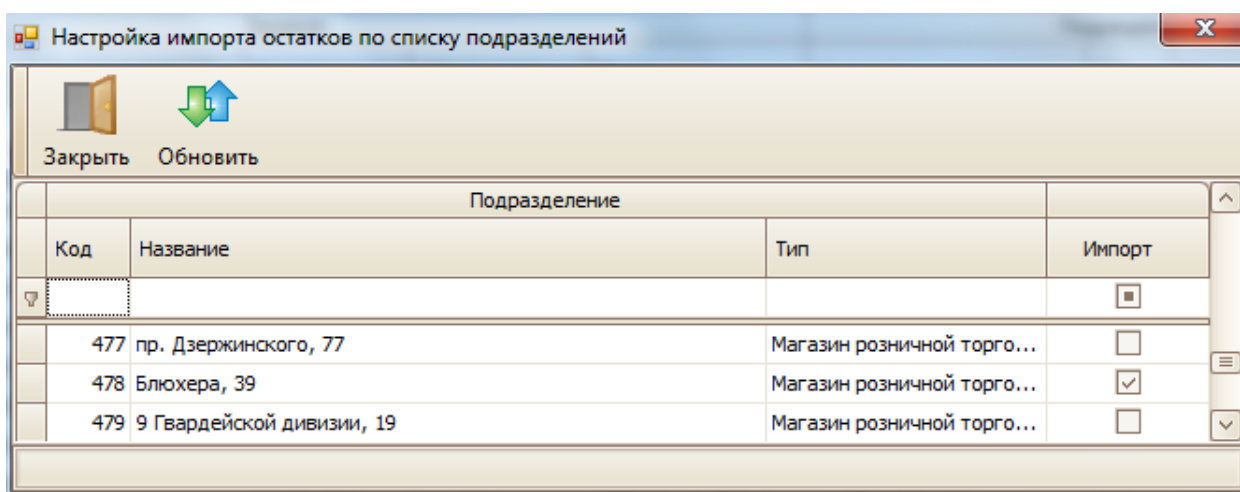 Настройка импорта остатков по списку подразделений
Закрыть Обновить
Подразделение
Код Название Тип Импорт
477 пр. Дзержинского, 77 Магазин розничной торго...
478 Блюхера, 39 Магазин розничной торго...
479 9 Гвардейской дивизии, 19 Магазин розничной торго...